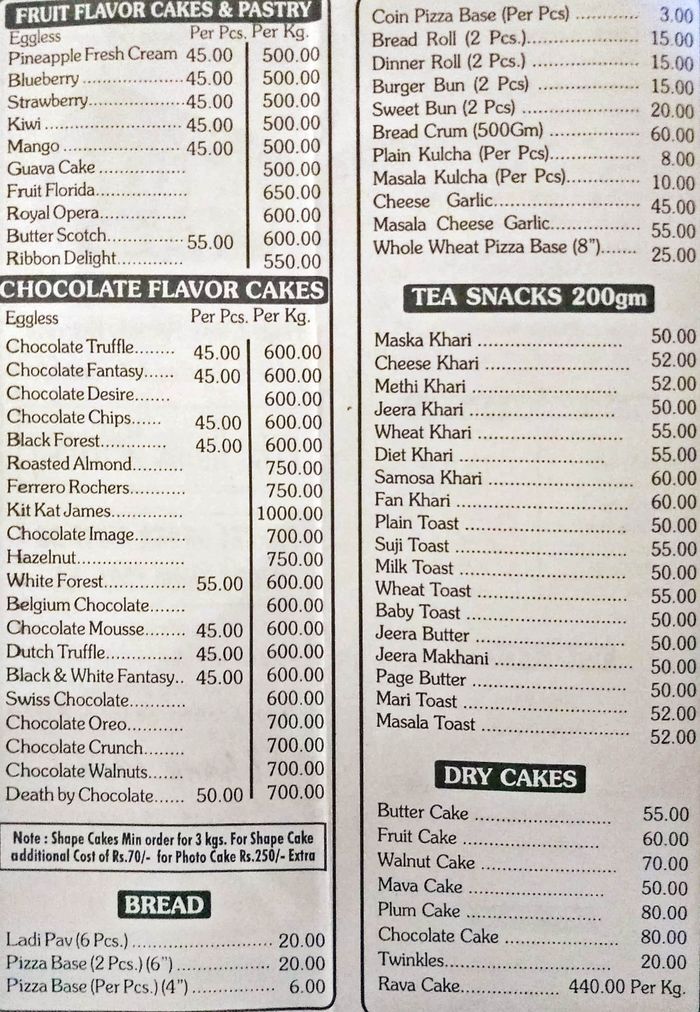 FRUIT FLAVOR CAKES & PASTRY
Eggless Per Pcs. Per Kg.
Pineapple Fresh Cream 45.00 500.00
Blueberry 45.00 500.00
Strawberry 45.00 500.00
Kiwi 45.00 500.00
Mango 45.00 500.00
Guava Cake 500.00
Fruit Florida 650.00
Royal Opera 600.00
Butter Scotch 55.00 600.00
Ribbon Delight 550.00
CHOCOLATE FLAVOR CAKES
Eggless Per Pcs. Per Kg.
Chocolate Truffle 45.00 600.00
Chocolate Fantasy 45.00 600.00
Chocolate Desire 600.00
Chocolate Chips 45.00 600.00
Black Forest 45.00 600.00
Roasted Almond 750.00
Ferrero Rochers 750.00
Kit Kat James 1000.00
Chocolate Image 700.00
Hazelnut 750.00
White Forest 55.00 600.00
Belgium Chocolate 600.00
Chocolate Mousse 45.00 600.00
Dutch Truffle 45.00 600.00
Black & White Fantasy 45.00 600.00
Swiss Chocolate 600.00
Chocolate Oreo 700.00
Chocolate Crunch 700.00
Chocolate Walnuts 700.00
Death by Chocolate 50.00 700.00
Note : Shape Cakes Min order for 3 kgs. For Shape Cake
additional Cost of Rs.70/- for Photo Cake Rs.250/- Extra
BREAD
Ladi Pav (6 Pcs.) 20.00
Pizza Base (2 Pcs.) (6") 20.00
Pizza Base (Per Pcs.) (4") 6.00
Coin Pizza Base (Per Pcs) 3.00
Bread Roll (2 Pcs.) 15.00
Dinner Roll (2 Pcs.) 15.00
Burger Bun (2 Pcs) 15.00
Sweet Bun (2 Pcs) 20.00
Bread Crum (500Gm) 60.00
Plain Kulcha (Per Pcs) 8.00
Masala Kulcha (Per Pcs) 10.00
Cheese Garlic 45.00
Masala Cheese Garlic 55.00
Whole Wheat Pizza Base (8") 25.00
TEA SNACKS 200gm
Maska Khari 50.00
Cheese Khari 52.00
Methi Khari 52.00
Jeera Khari 50.00
Wheat Khari 55.00
Diet Khari 55.00
Samosa Khari 60.00
Fan Khari 60.00
Plain Toast 50.00
Suji Toast 55.00
Milk Toast 50.00
Wheat Toast 55.00
Baby Toast 50.00
Jeera Butter 50.00
Jeera Makhani 50.00
Page Butter 50.00
Mari Toast 52.00
Masala Toast 52.00
DRY CAKES
Butter Cake 55.00
Fruit Cake 60.00
Walnut Cake 70.00
Mava Cake 50.00
Plum Cake 80.00
Chocolate Cake 80.00
Twinkles 20.00
Rava Cake 440.00 Per Kg.